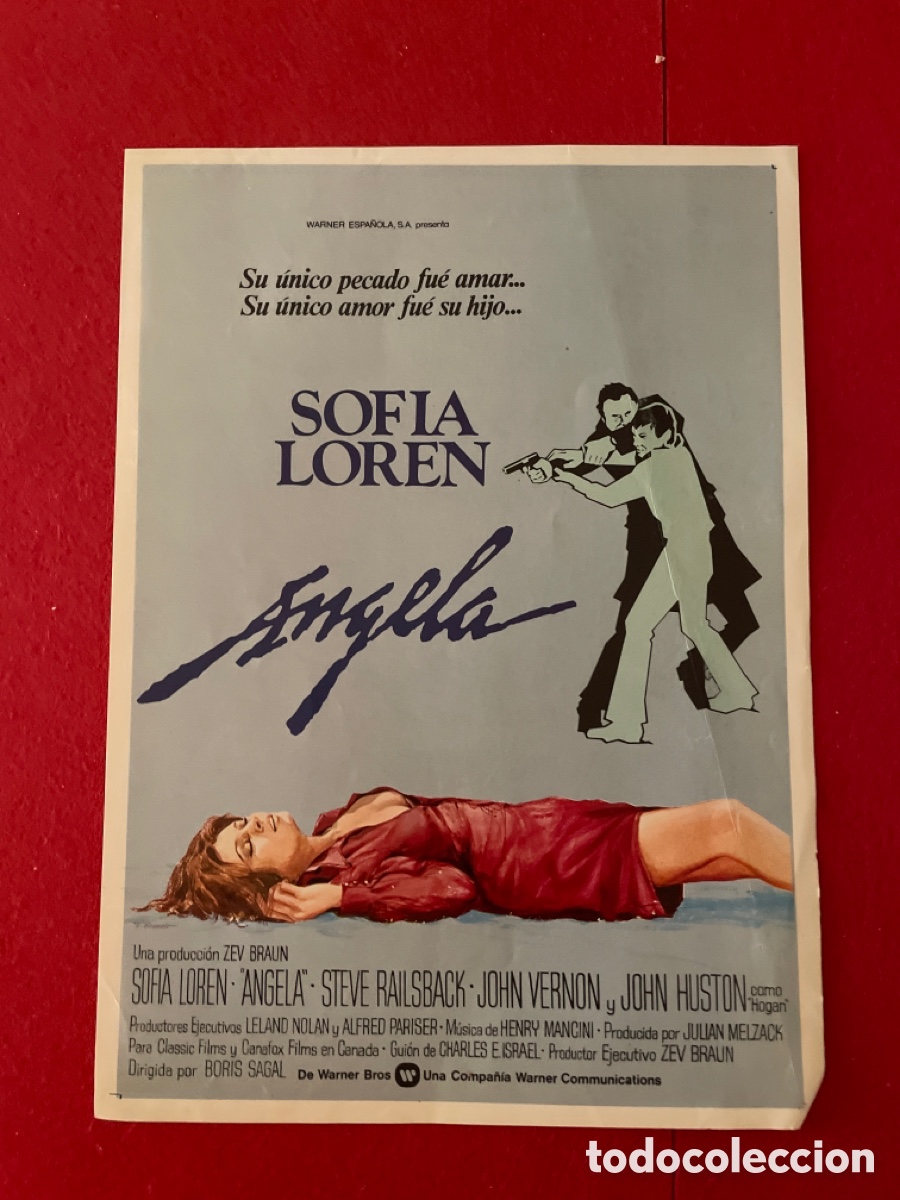 WARNER ESPAÑOLA, S.A. presenta
Su único pecado fué amar...
Su único amor fué su hijo...
SOFIA
LOREN
Angela
Una producción ZEV BRAUN
SOFIA LOREN · "ANGELA" · STEVE RAILSBACK · JOHN VERNON y JOHN HUSTON como "Hogan"
Productores Ejecutivos LELAND NOLAN y ALFRED PARISER · Música de HENRY MANCINI · Producida por JULIAN MELZACK
Para Classic Films y Canafox Films en Canada · Guión de CHARLES E. ISRAEL · Productor Ejecutivo ZEV BRAUN
Dirigida por BORIS SAGAL De Warner Bros Una Compañía Warner Communications
todocoleccion